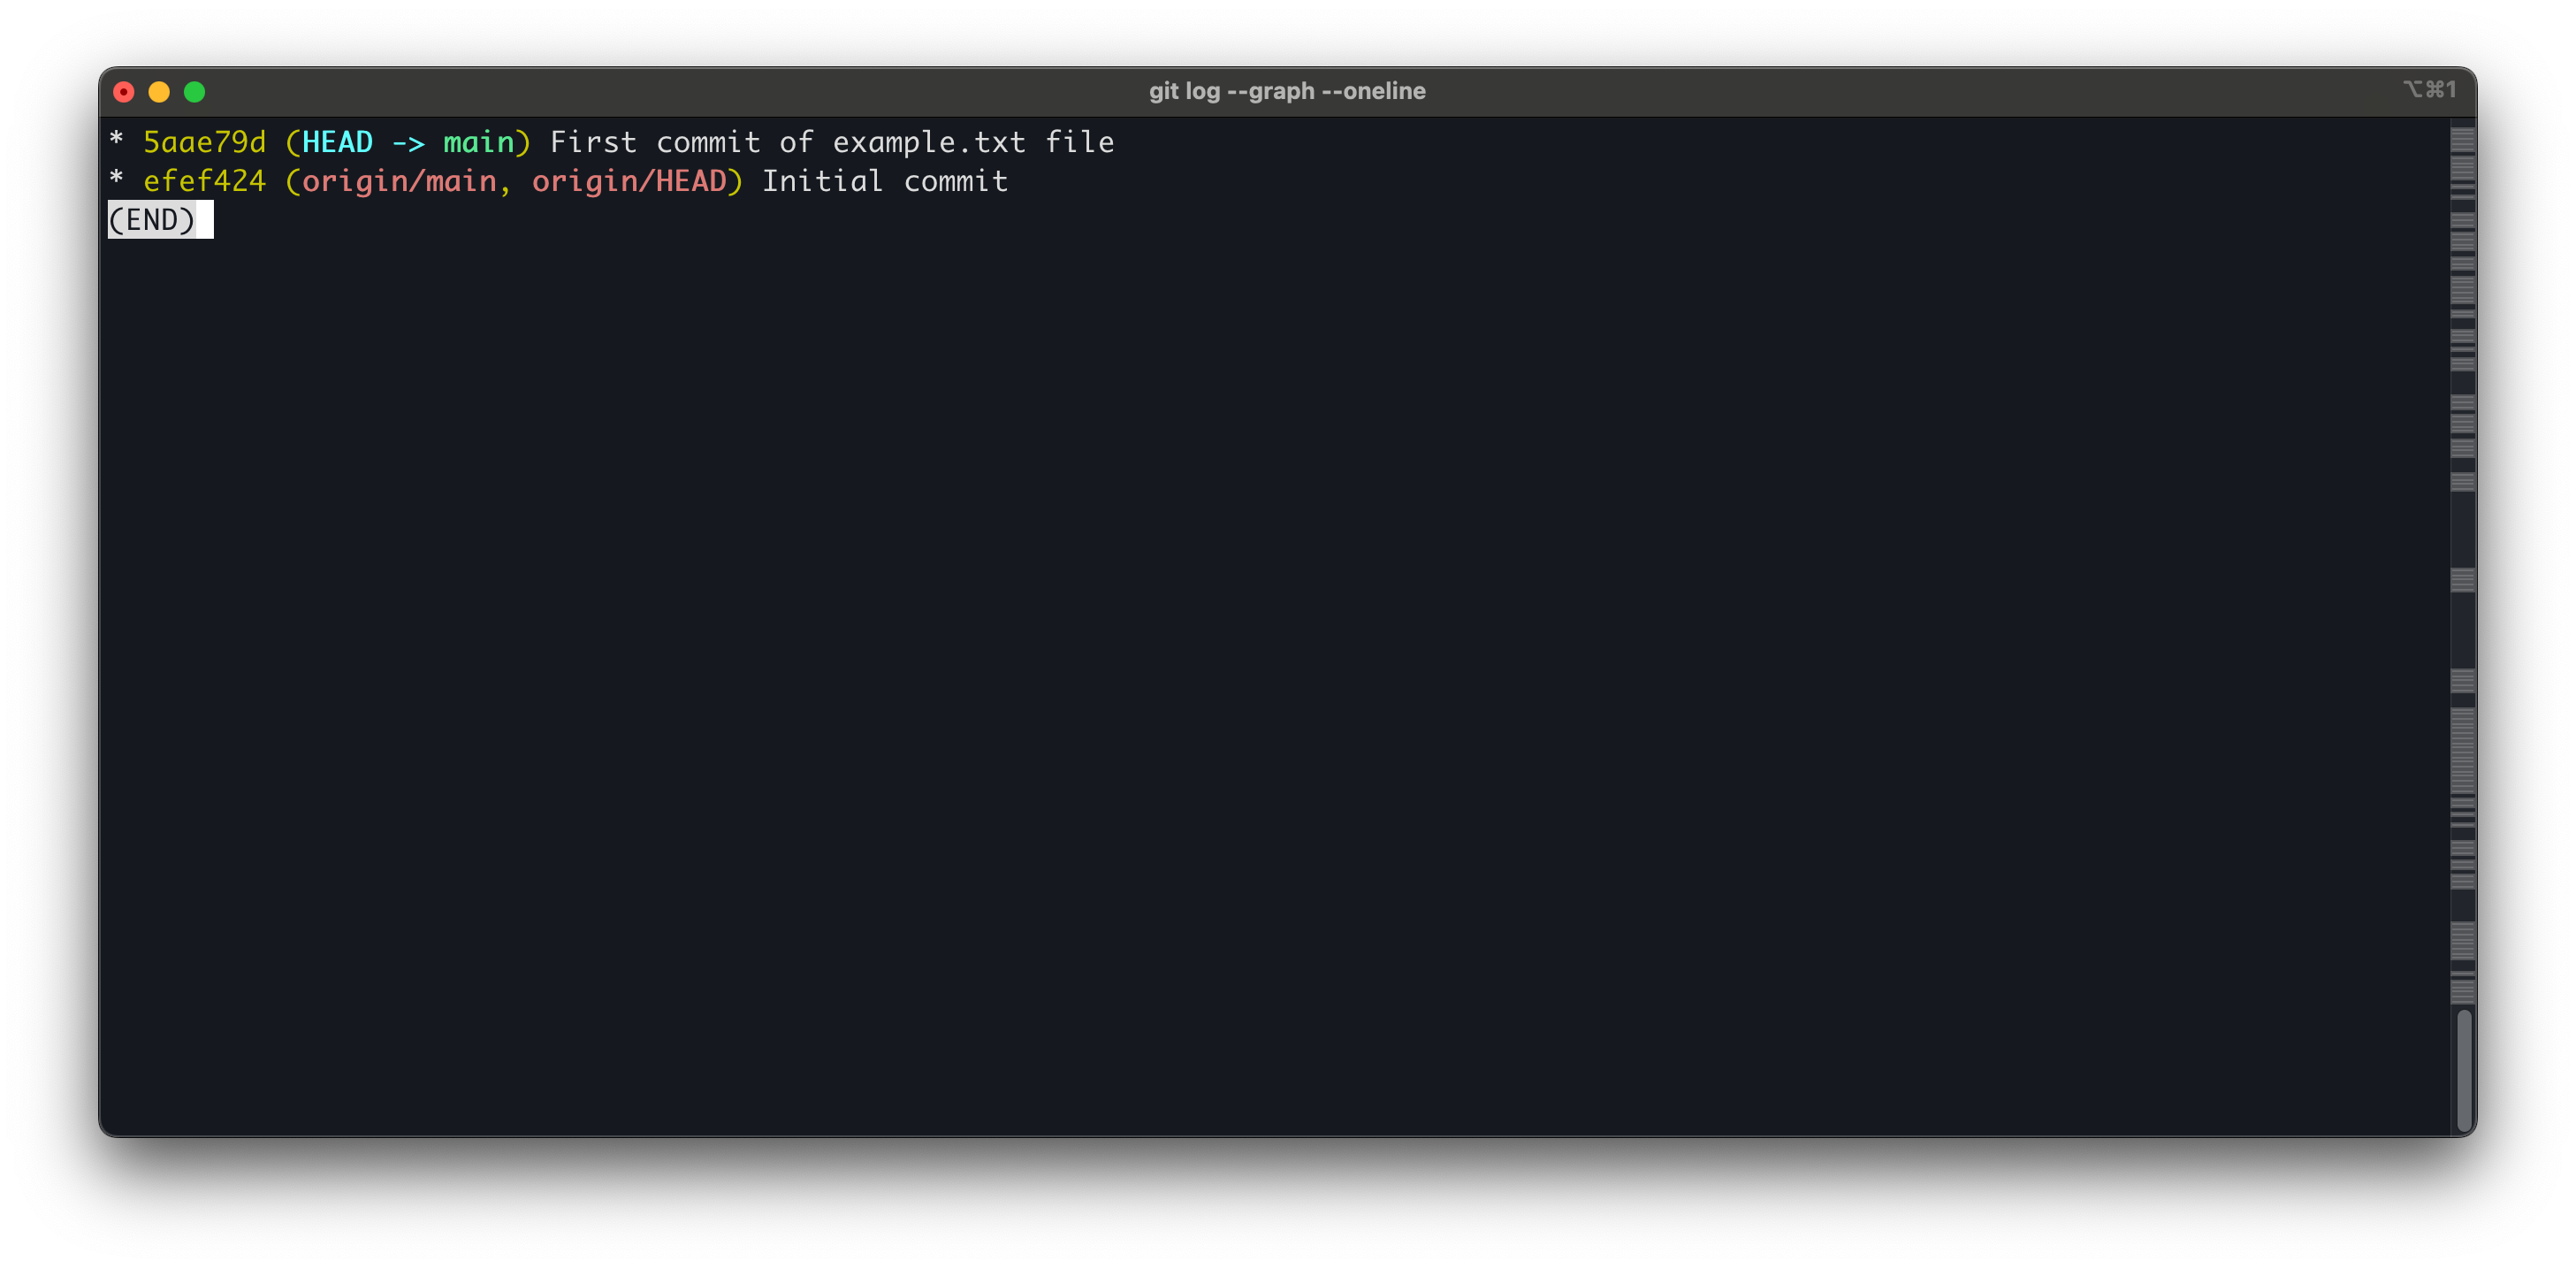 git log --graph --oneline
⌥⌘1
* 5aae79d (HEAD -> main) First commit of example.txt file
* efef424 (origin/main, origin/HEAD) Initial commit
(END)